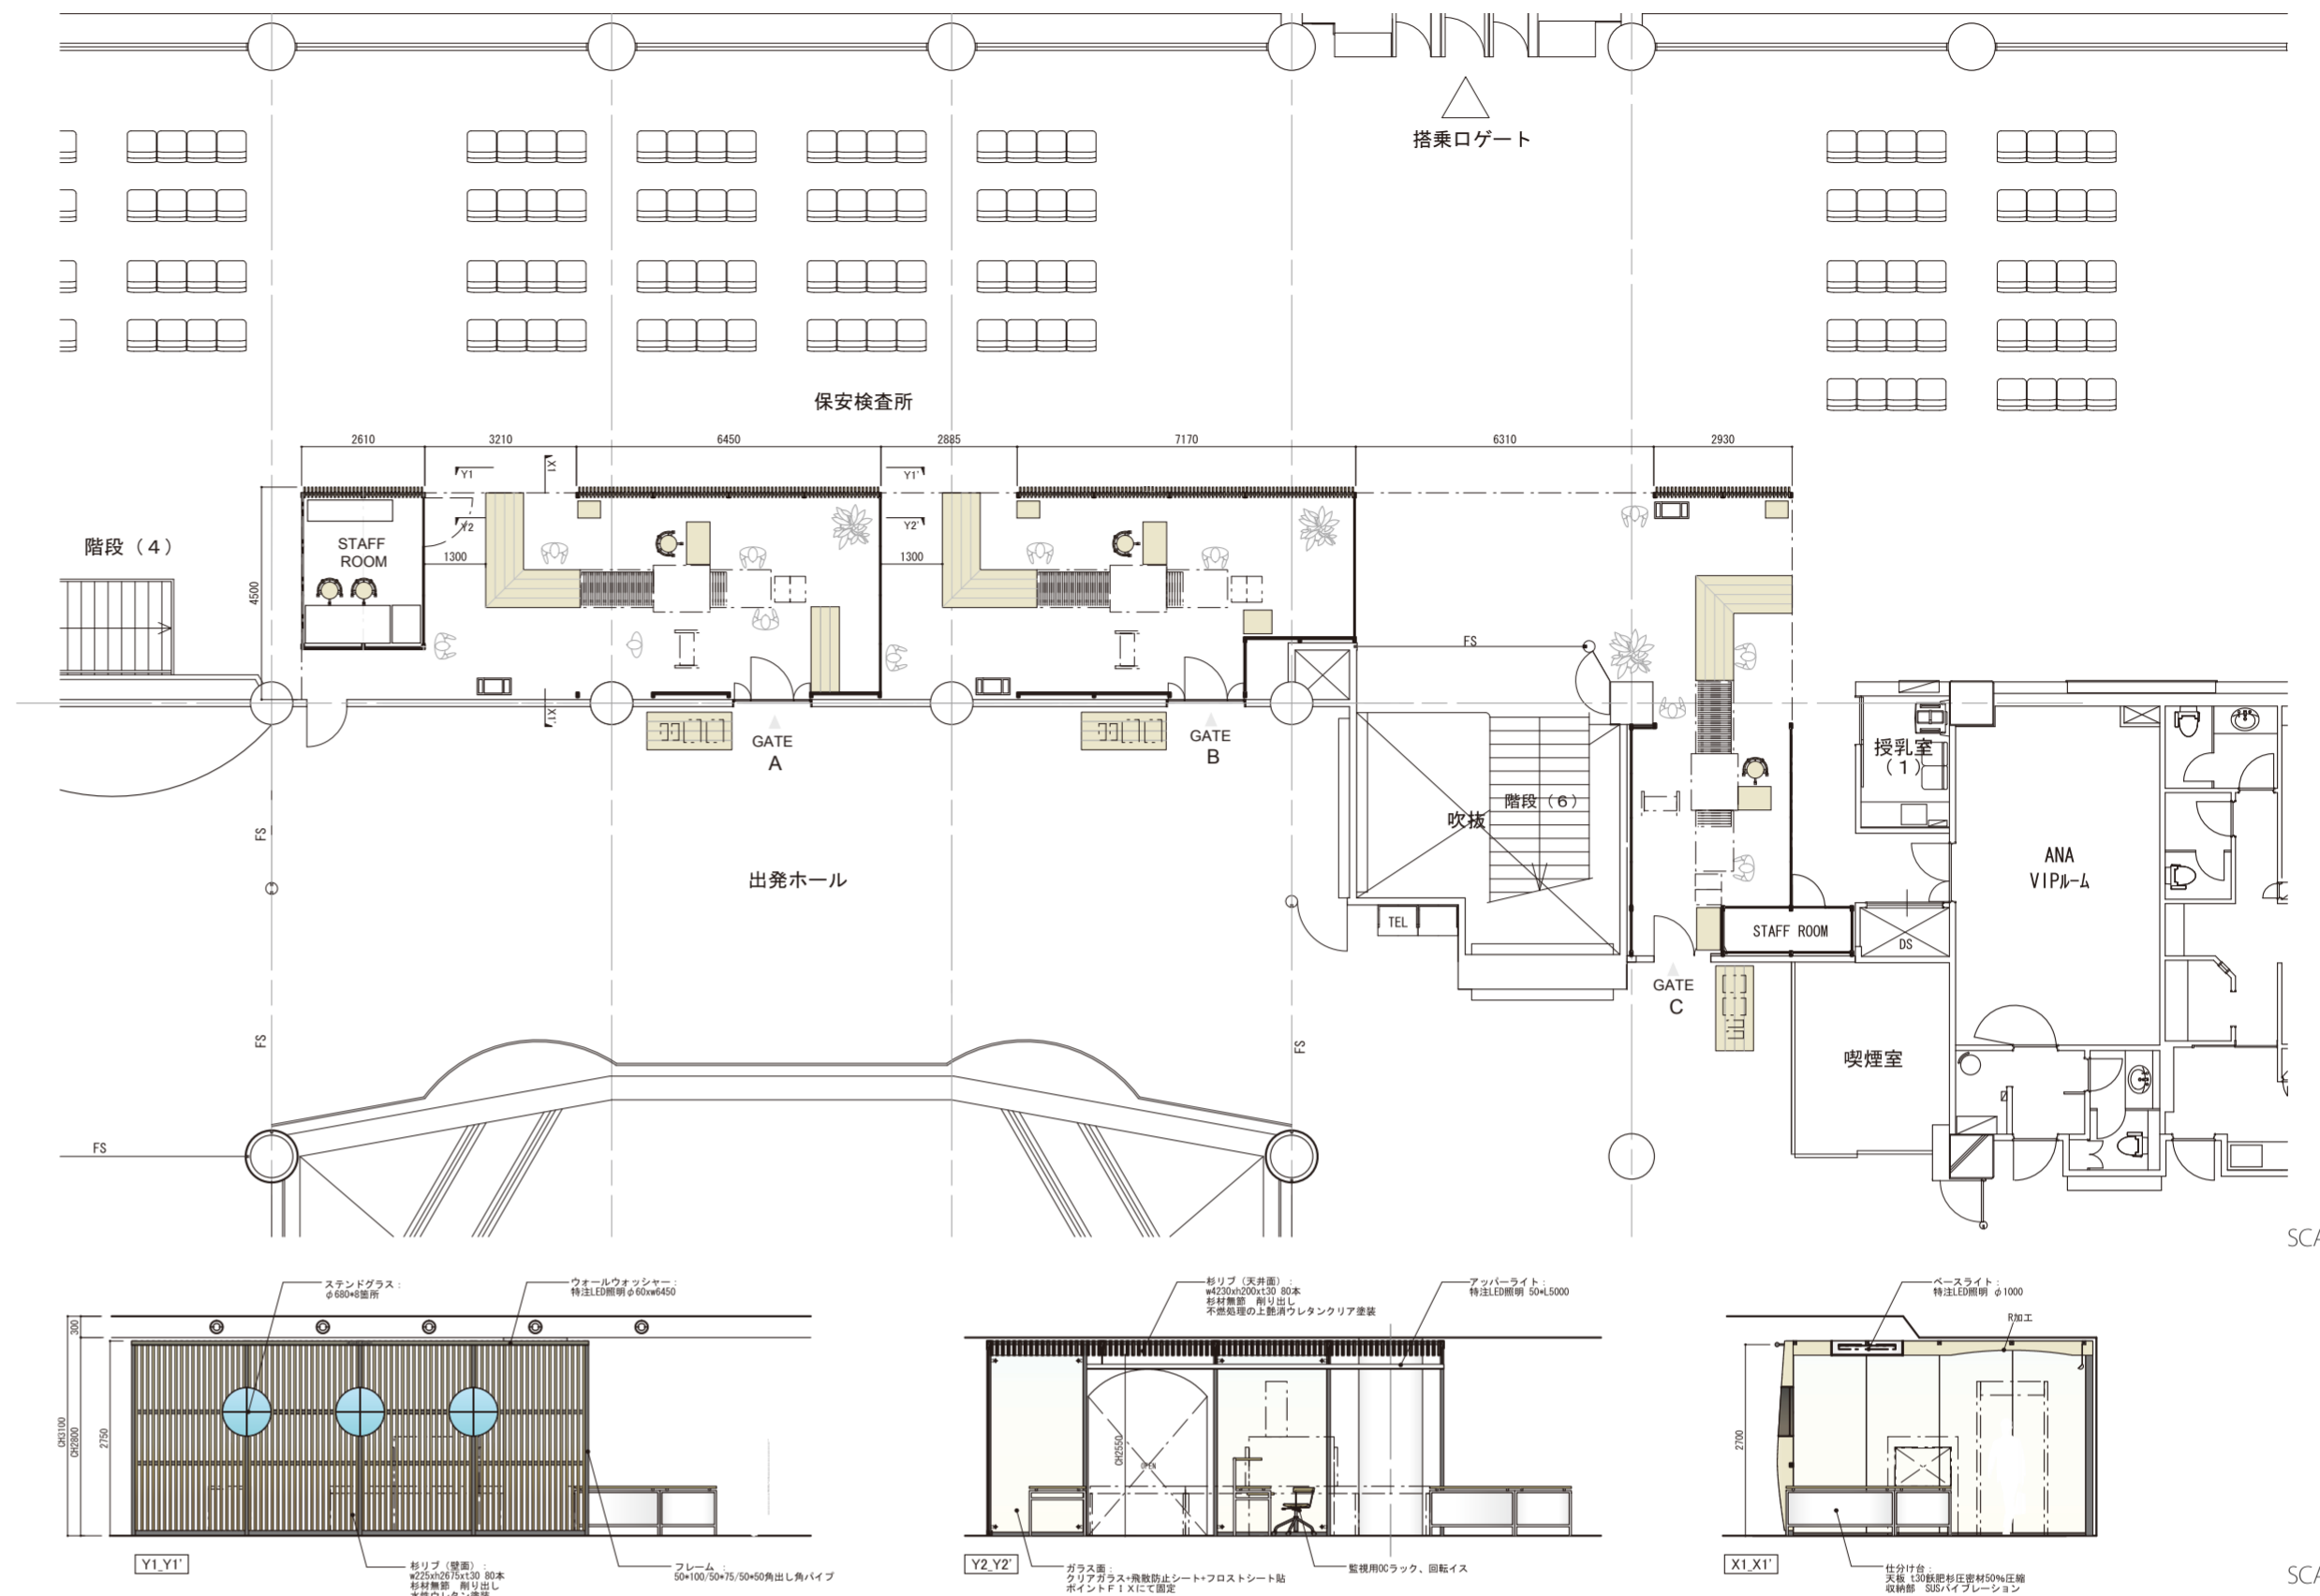 搭乗口ゲート
保安検査所
2610
3210
6450
2885
7170
6310
2930
Y1
X1
Y1'
Y2
Y2'
階段（4）
STAFF
ROOM
1300
1300
4500
FS
X1'
GATE
A
GATE
B
授乳室
（1）
階段（6）
吹抜
FS
出発ホール
ANA
VIPルーム
TEL
STAFF ROOM
DS
GATE
C
FS
FS
喫煙室
FS
SCA
ステンドグラス：
φ680*8箇所
ウォールウォッシャー：
特注LED照明φ60xw6450
杉リブ（天井面）：
w4230xh200xt30 80本
杉材無節 削り出し
不燃処理の上艶消ウレタンクリア塗装
アッパーライト：
特注LED照明 50*L5000
ベースライト：
特注LED照明 φ1000
R加工
300
CH3100
CH2800
2750
CH2550
OPEN
2700
Y1_Y1'
杉リブ（壁面）：
w225xh2675xt30 80本
杉材無節 削り出し
フレーム：
50*100/50*75/50*50角出し角パイプ
Y2_Y2'
ガラス面：
クリアガラス+飛散防止シート+フロストシート貼
ポイントＦＩＸにて固定
監視用OCラック、回転イス
X1_X1'
仕分け台：
天板 t30飫肥杉圧密材50%圧縮
収納部 SUSバイブレーション
SCA